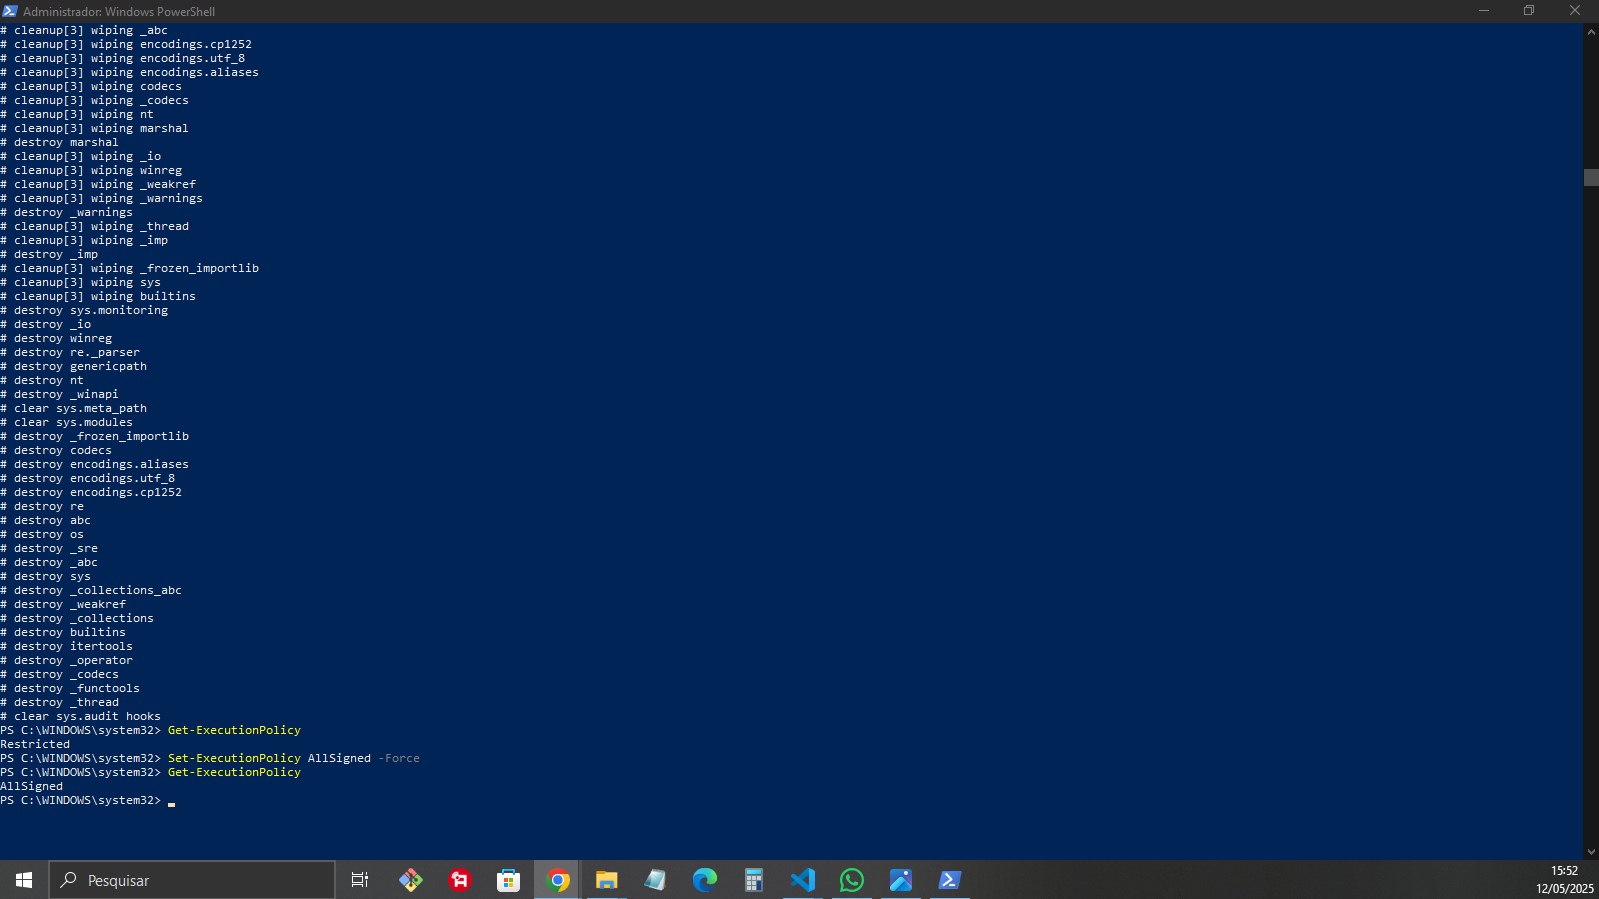 Administrador: Windows PowerShell
# cleanup[3] wiping _abc
# cleanup[3] wiping encodings.cp1252
# cleanup[3] wiping encodings.utf_8
# cleanup[3] wiping encodings.aliases
# cleanup[3] wiping codecs
# cleanup[3] wiping _codecs
# cleanup[3] wiping nt
# cleanup[3] wiping marshal
# destroy marshal
# cleanup[3] wiping _io
# cleanup[3] wiping winreg
# cleanup[3] wiping _weakref
# cleanup[3] wiping _warnings
# destroy _warnings
# cleanup[3] wiping _thread
# cleanup[3] wiping _imp
# destroy _imp
# cleanup[3] wiping _frozen_importlib
# cleanup[3] wiping sys
# cleanup[3] wiping builtins
# destroy sys.monitoring
# destroy _io
# destroy winreg
# destroy re._parser
# destroy genericpath
# destroy nt
# destroy _winapi
# clear sys.meta_path
# clear sys.modules
# destroy _frozen_importlib
# destroy codecs
# destroy encodings.aliases
# destroy encodings.utf_8
# destroy encodings.cp1252
# destroy re
# destroy abc
# destroy os
# destroy _sre
# destroy _abc
# destroy sys
# destroy _collections_abc
# destroy _weakref
# destroy _collections
# destroy builtins
# destroy itertools
# destroy _operator
# destroy _codecs
# destroy _functools
# destroy _thread
# clear sys.audit hooks
PS C:\WINDOWS\system32> Get-ExecutionPolicy
Restricted
PS C:\WINDOWS\system32> Set-ExecutionPolicy AllSigned -Force
PS C:\WINDOWS\system32> Get-ExecutionPolicy
AllSigned
PS C:\WINDOWS\system32>
Pesquisar
15:52
12/05/2025